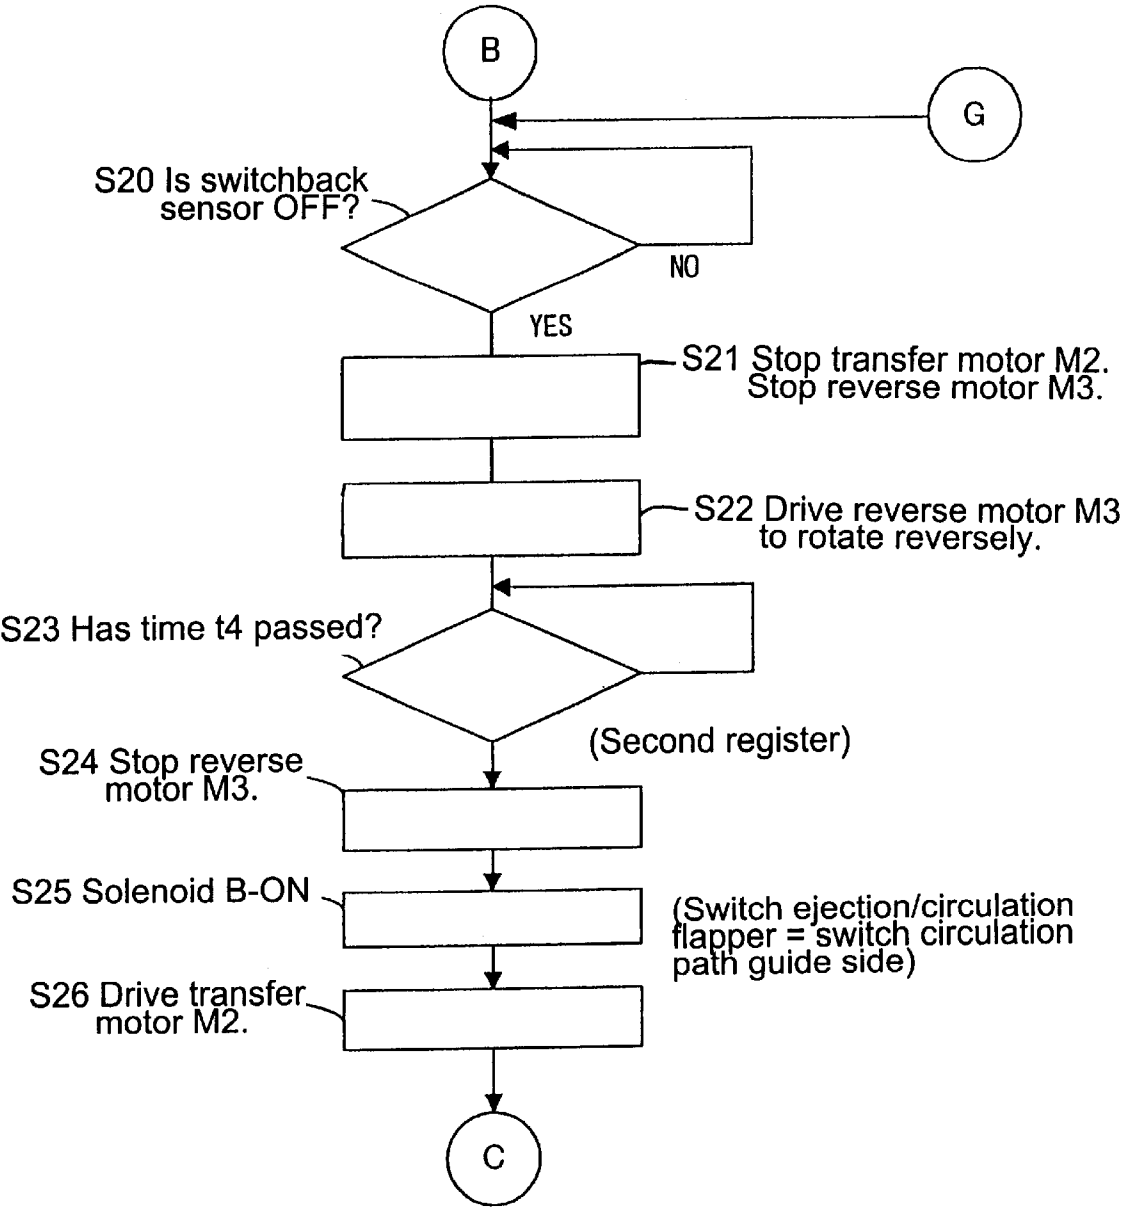 B
G
S20 Is switchback
sensor OFF?
NO
YES
S21 Stop transfer motor M2.
Stop reverse motor M3.
S22 Drive reverse motor M3
to rotate reversely.
S23 Has time t4 passed?
(Second register)
S24 Stop reverse
motor M3.
S25 Solenoid B-ON
(Switch ejection/circulation
flapper = switch circulation
path guide side)
S26 Drive transfer
motor M2.
C